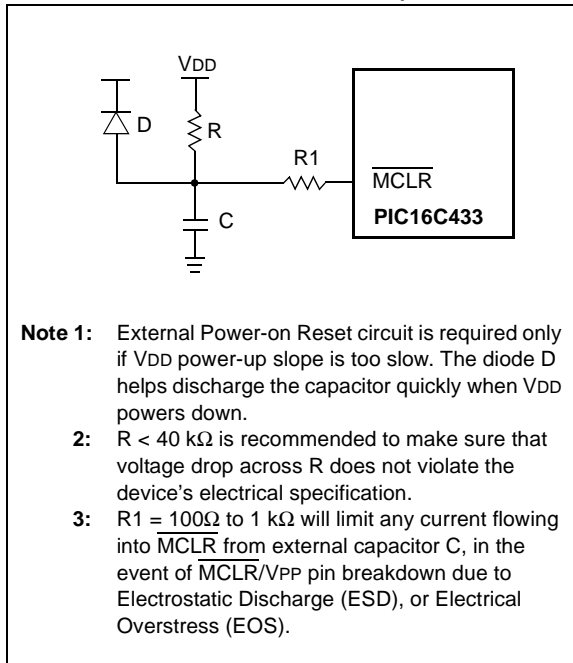 VDD
D
R
R1
MCLR
PIC16C433
C
Note 1: External Power-on Reset circuit is required only
if VDD power-up slope is too slow. The diode D
helps discharge the capacitor quickly when VDD
powers down.
2: R < 40 kΩ is recommended to make sure that
voltage drop across R does not violate the
device's electrical specification.
3: R1 = 100Ω to 1 kΩ will limit any current flowing
into MCLR from external capacitor C, in the
event of MCLR/VPP pin breakdown due to
Electrostatic Discharge (ESD), or Electrical
Overstress (EOS).